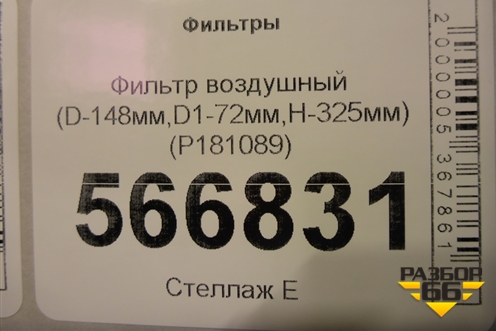 Фильтры
Фильтр воздушный
(D-148мм,D1-72мм,H-325мм)
(P181089)
566831
Стеллаж Е
2000005367861
РАЗБОР
66